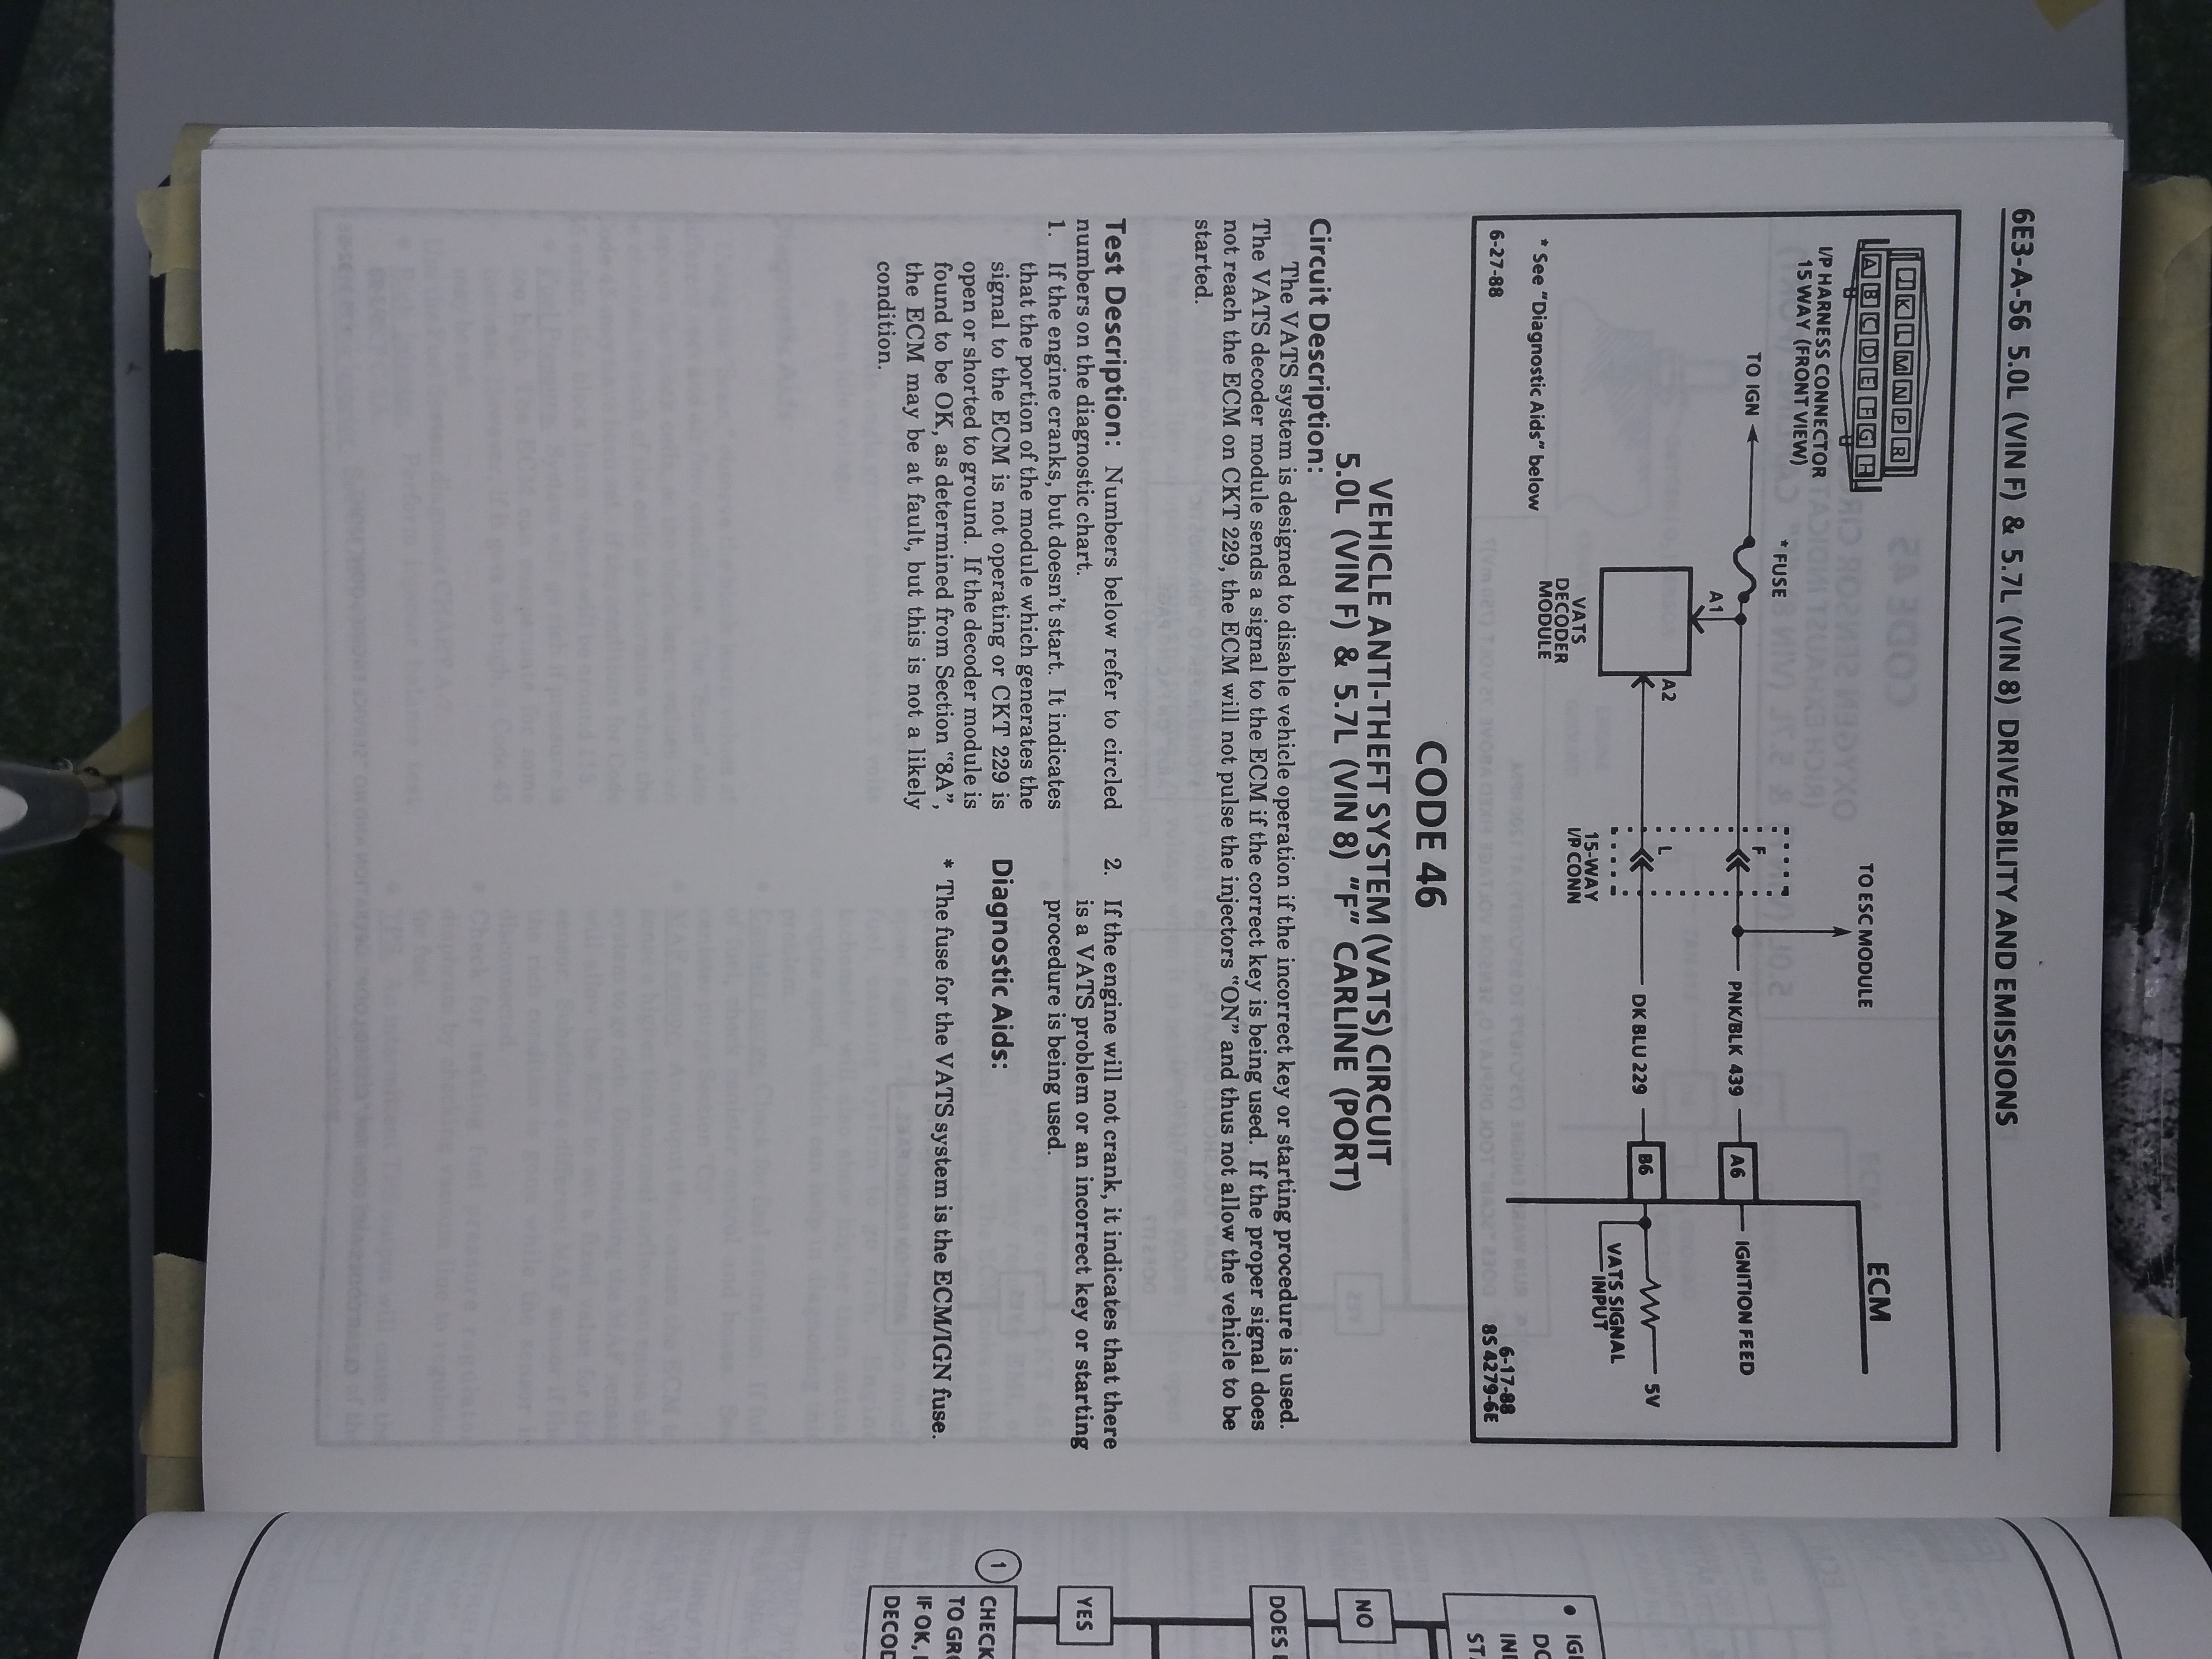 6E3-A-56 5.0L (VIN F) & 5.7L (VIN 8) DRIVEABILITY AND EMISSIONS
J K L M N P R
A B C D E F G H
I/P HARNESS CONNECTOR
15 WAY (FRONT VIEW)
TO ESC MODULE
ECM
TO IGN
* FUSE
A1
F
PNK/BLK 439
A6
IGNITION FEED
A2
L
DK BLU 229
B6
5V
VATS SIGNAL
INPUT
VATS
DECODER
MODULE
15-WAY
I/P CONN
* See "Diagnostic Aids" below
6-27-88
6-17-88
8S 4279-6E
CODE 46
VEHICLE ANTI-THEFT SYSTEM (VATS) CIRCUIT
5.0L (VIN F) & 5.7L (VIN 8) "F" CARLINE (PORT)
Circuit Description:
The VATS system is designed to disable vehicle operation if the incorrect key or starting procedure is used.
The VATS decoder module sends a signal to the ECM if the correct key is being used. If the proper signal does
not reach the ECM on CKT 229, the ECM will not pulse the injectors "ON" and thus not allow the vehicle to be
started.
Test Description: Numbers below refer to circled
numbers on the diagnostic chart.
1. If the engine cranks, but doesn't start. It indicates
that the portion of the module which generates the
signal to the ECM is not operating or CKT 229 is
open or shorted to ground. If the decoder module is
found to be OK, as determined from Section "8A",
the ECM may be at fault, but this is not a likely
condition.
2. If the engine will not crank, it indicates that there
is a VATS problem or an incorrect key or starting
procedure is being used.
Diagnostic Aids:
* The fuse for the VATS system is the ECM/IGN fuse.
NO
DOES
YES
1
CHECK
IF OK,